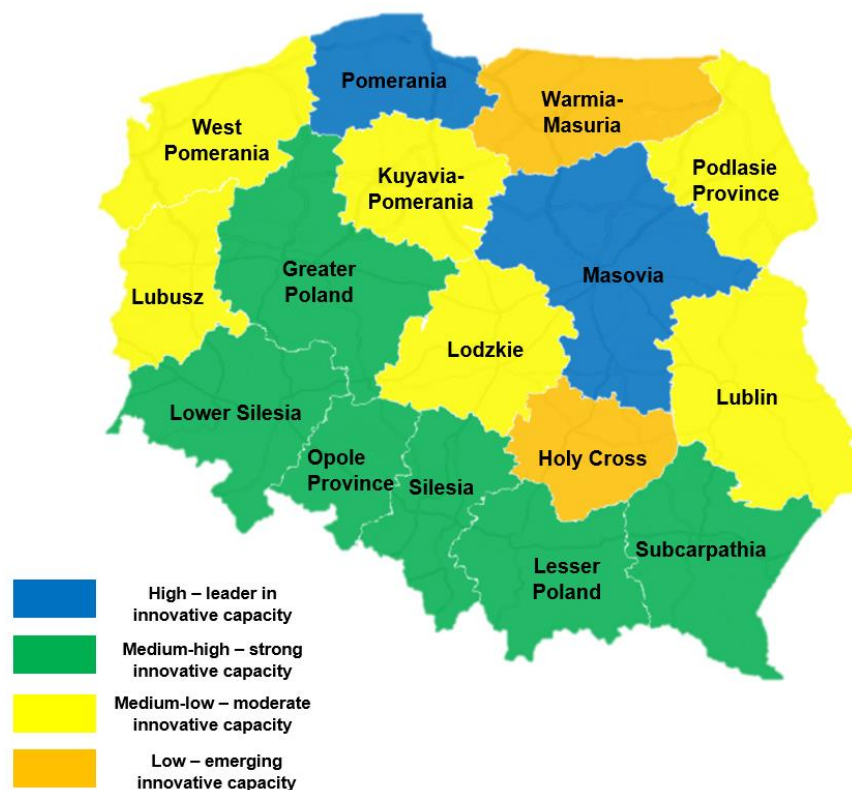 Pomerania
Warmia-
Masuria
West
Pomerania
Podlasie
Province
Kuyavia-
Pomerania
Greater
Poland
Masovia
Lubusz
Lodzkie
Lower Silesia
Lublin
Opole
Province
Silesia
Holy Cross
Lesser
Poland
Subcarpathia
High – leader in
innovative capacity
Medium-high – strong
innovative capacity
Medium-low – moderate
innovative capacity
Low – emerging
innovative capacity